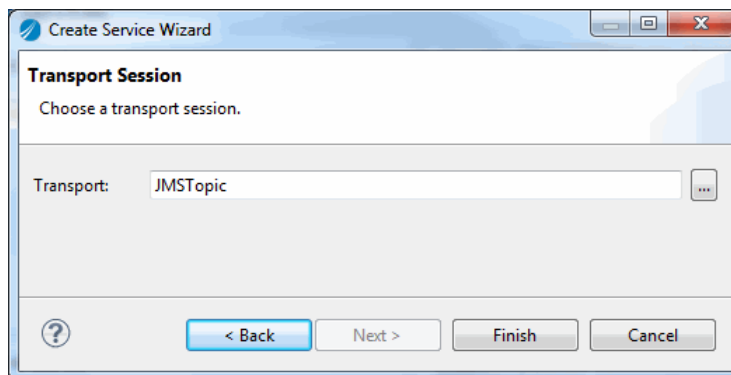 Create Service Wizard
Transport Session
Choose a transport session.
Transport: JMSTopic ...
? < Back Next > Finish Cancel